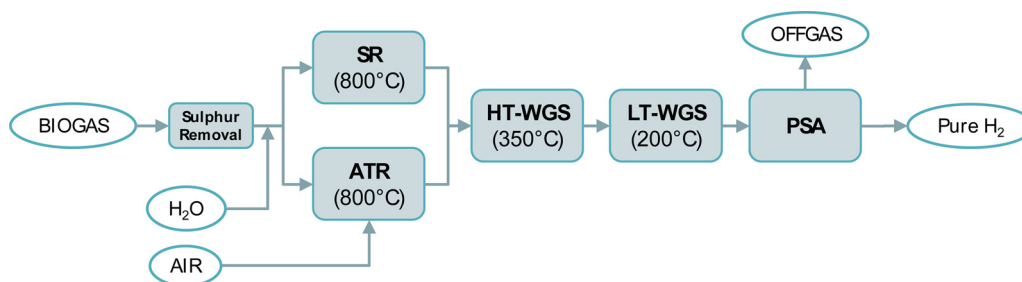 BIOGAS
Sulphur
Removal
H₂O
AIR
SR
(800°C)
ATR
(800°C)
HT-WGS
(350°C)
LT-WGS
(200°C)
OFFGAS
PSA
Pure H₂